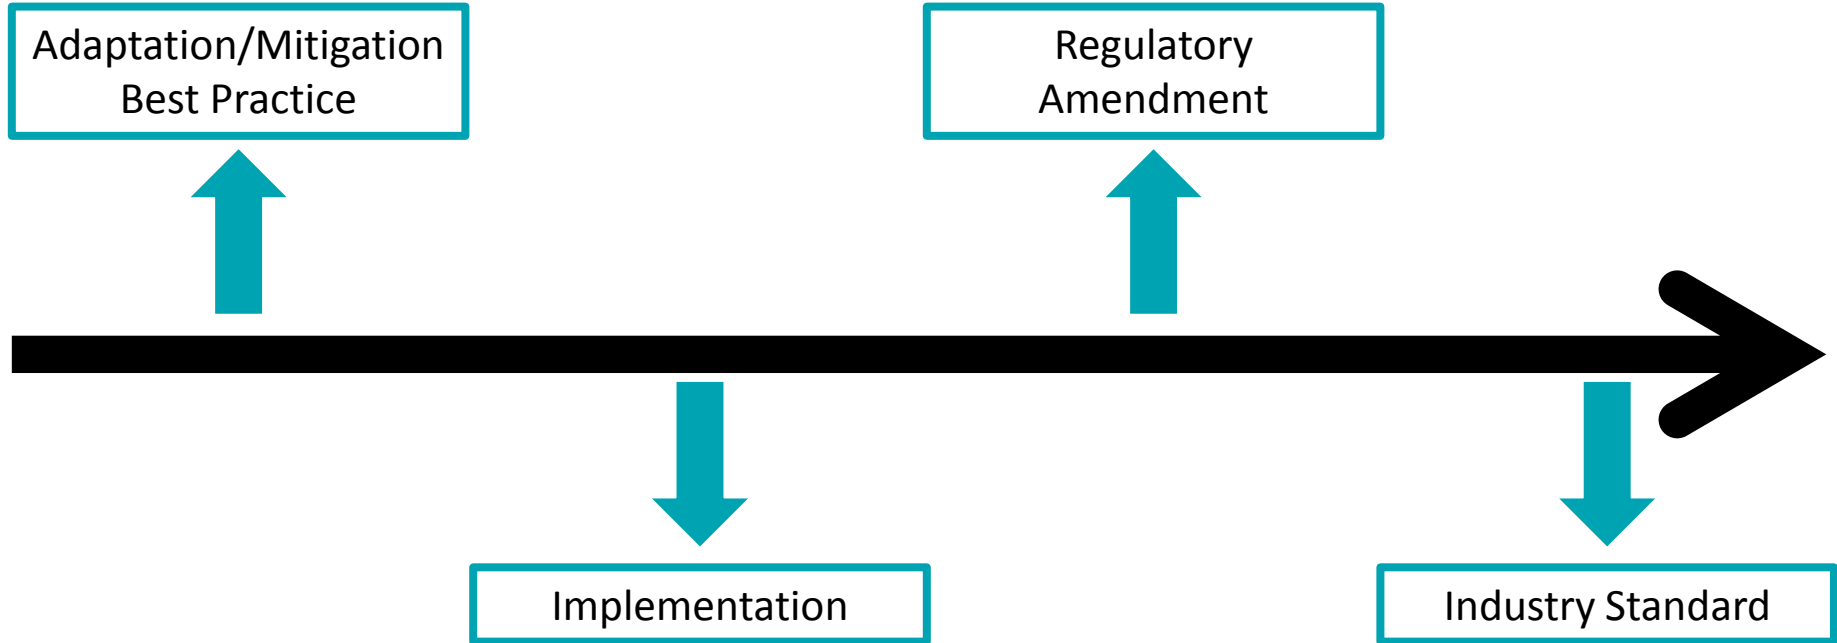 Adaptation/Mitigation
Best Practice
Regulatory
Amendment
Implementation
Industry Standard